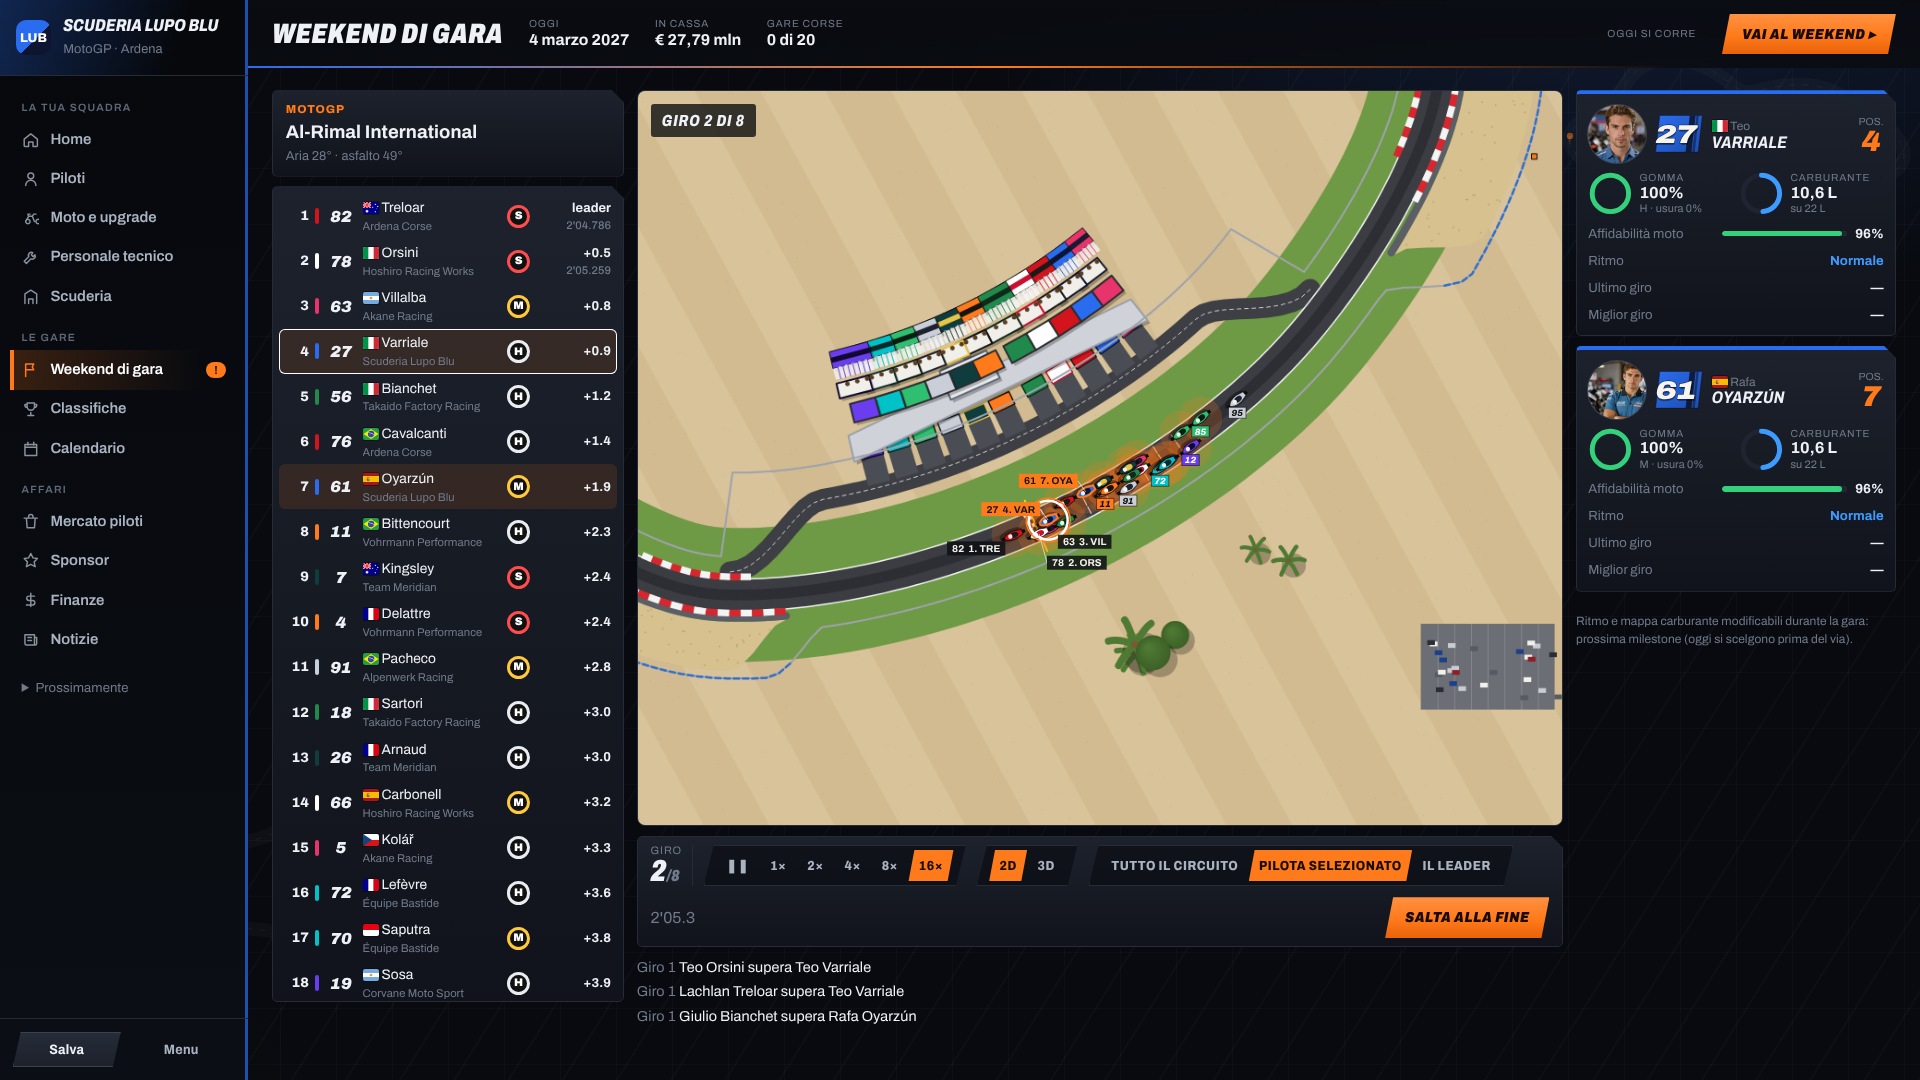 LUB
SCUDERIA LUPO BLU
MotoGP · Ardena
WEEKEND DI GARA
OGGI
4 marzo 2027
IN CASSA
€ 27,79 mln
GARE CORSE
0 di 20
OGGI SI CORRE
VAI AL WEEKEND ▸
LA TUA SQUADRA
Home
Piloti
Moto e upgrade
Personale tecnico
Scuderia
LE GARE
Weekend di gara
!
Classifiche
Calendario
AFFARI
Mercato piloti
Sponsor
Finanze
Notizie
▶ Prossimamente
Salva
Menu
MOTOGP
Al-Rimal International
Aria 28° · asfalto 49°
1 82 Treloar S leader
Ardena Corse 2'04.786
2 78 Orsini S +0.5
Hoshiro Racing Works 2'05.259
3 63 Villalba M +0.8
Akane Racing
4 27 Varriale H +0.9
Scuderia Lupo Blu
5 56 Bianchet H +1.2
Takaido Factory Racing
6 76 Cavalcanti H +1.4
Ardena Corse
7 61 Oyarzún M +1.9
Scuderia Lupo Blu
8 11 Bittencourt H +2.3
Vohrmann Performance
9 7 Kingsley S +2.4
Team Meridian
10 4 Delattre S +2.4
Vohrmann Performance
11 91 Pacheco M +2.8
Alpenwerk Racing
12 18 Sartori H +3.0
Takaido Factory Racing
13 26 Arnaud H +3.0
Team Meridian
14 66 Carbonell M +3.2
Hoshiro Racing Works
15 5 Kolář H +3.3
Akane Racing
16 72 Lefèvre H +3.6
Équipe Bastide
17 70 Saputra M +3.8
Équipe Bastide
18 19 Sosa H +3.9
Corvane Moto Sport
GIRO 2 DI 8
95
85
12
72
91
11
61 7. OYA
27 4. VAR
82 1. TRE
63 3. VIL
78 2. ORS
GIRO
2/8
1×
2×
4×
8×
16×
2D
3D
TUTTO IL CIRCUITO
PILOTA SELEZIONATO
IL LEADER
2'05.3
SALTA ALLA FINE
Giro 1 Teo Orsini supera Teo Varriale
Giro 1 Lachlan Treloar supera Teo Varriale
Giro 1 Giulio Bianchet supera Rafa Oyarzún
27
Teo
VARRIALE
POS.
4
GOMMA
100%
H · usura 0%
CARBURANTE
10,6 L
su 22 L
Affidabilità moto 96%
Ritmo Normale
Ultimo giro —
Miglior giro —
61
Rafa
OYARZÚN
POS.
7
GOMMA
100%
M · usura 0%
CARBURANTE
10,6 L
su 22 L
Affidabilità moto 96%
Ritmo Normale
Ultimo giro —
Miglior giro —
Ritmo e mappa carburante modificabili durante la gara:
prossima milestone (oggi si scelgono prima del via).